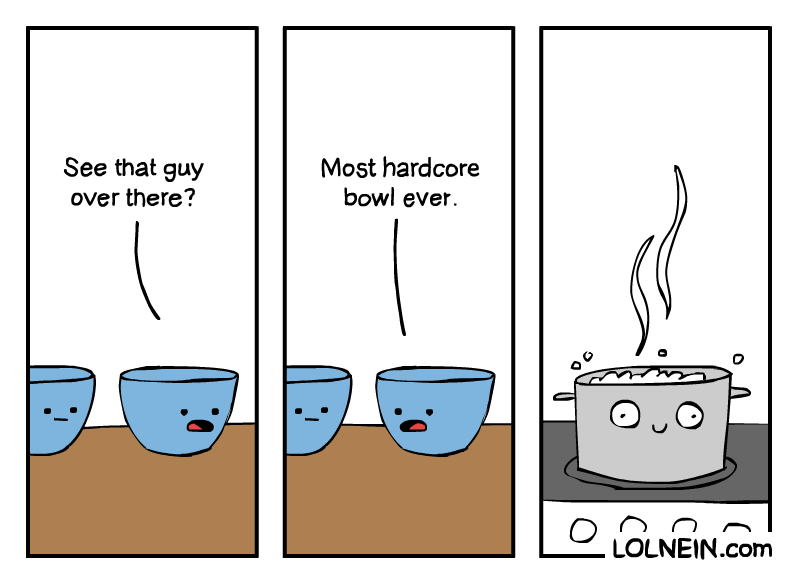 See that guy
over there?
Most hardcore
bowl ever.
LOLNEIN.com